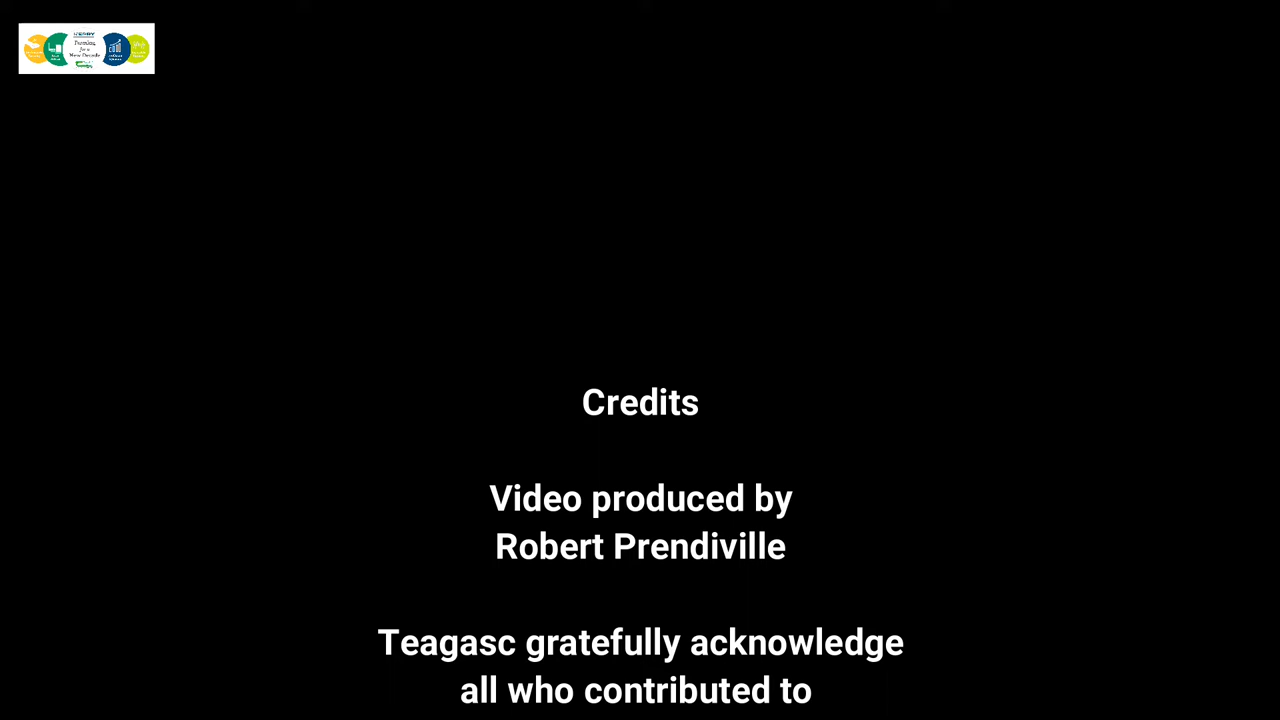 Credits
Video produced by
Robert Prendiville
Teagasc gratefully acknowledge
all who contributed to